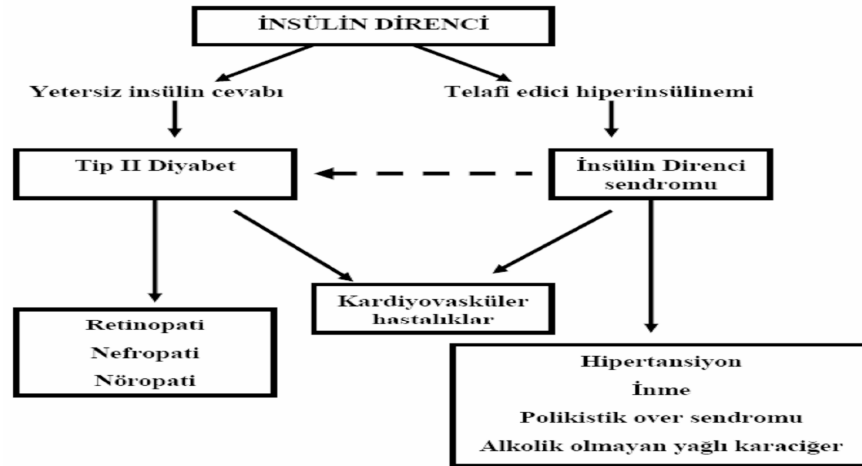 İNSÜLİN DİRENCİ
Yetersiz insülin cevabı
Telafi edici hiperinsülinemi
Tip II Diyabet
İnsülin Direnci
sendromu
Kardiyovasküler
hastalıklar
Retinopati
Nefropati
Nöropati
Hipertansiyon
İnme
Polikistik over sendromu
Alkolik olmayan yağlı karaciğer